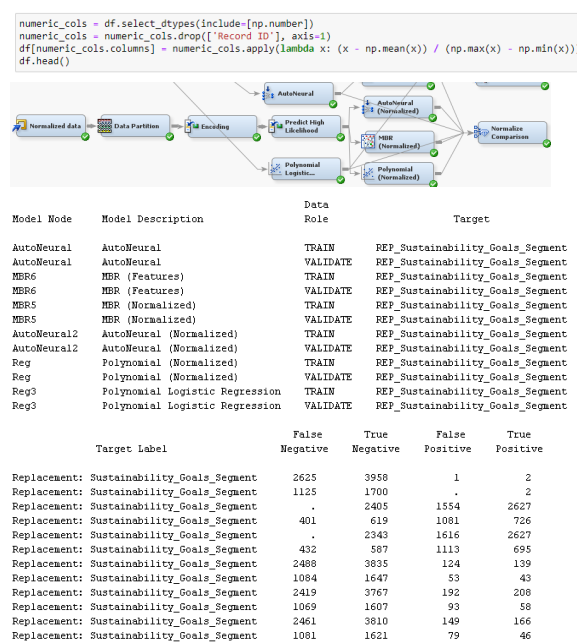 numeric_cols = df.select_dtypes(include=[np.number])
numeric_cols = numeric_cols.drop(['Record ID'], axis=1)
df[numeric_cols.columns] = numeric_cols.apply(lambda x: (x - np.mean(x)) / (np.max(x) - np.min(x)))
df.head()
AutoNeural
AutoNeural
(Normalized)
Normalized data
Data Partition
Encoding
Predict High
Likelihood
MBR
(Normalized)
Normalize
Comparison
Polynomial
Logistic...
Polynomial
(Normalized)
Data
Model Node Model Description Role Target
AutoNeural AutoNeural TRAIN REP_Sustainability_Goals_Segment
AutoNeural AutoNeural VALIDATE REP_Sustainability_Goals_Segment
MBR6 MBR (Features) TRAIN REP_Sustainability_Goals_Segment
MBR6 MBR (Features) VALIDATE REP_Sustainability_Goals_Segment
MBR5 MBR (Normalized) TRAIN REP_Sustainability_Goals_Segment
MBR5 MBR (Normalized) VALIDATE REP_Sustainability_Goals_Segment
AutoNeural2 AutoNeural (Normalized) TRAIN REP_Sustainability_Goals_Segment
AutoNeural2 AutoNeural (Normalized) VALIDATE REP_Sustainability_Goals_Segment
Reg Polynomial (Normalized) TRAIN REP_Sustainability_Goals_Segment
Reg Polynomial (Normalized) VALIDATE REP_Sustainability_Goals_Segment
Reg3 Polynomial Logistic Regression TRAIN REP_Sustainability_Goals_Segment
Reg3 Polynomial Logistic Regression VALIDATE REP_Sustainability_Goals_Segment
False True False True
Target Label Negative Negative Positive Positive
Replacement: Sustainability_Goals_Segment 2625 3958 1 2
Replacement: Sustainability_Goals_Segment 1125 1700 . 2
Replacement: Sustainability_Goals_Segment . 2405 1554 2627
Replacement: Sustainability_Goals_Segment 401 619 1081 726
Replacement: Sustainability_Goals_Segment . 2343 1616 2627
Replacement: Sustainability_Goals_Segment 432 587 1113 695
Replacement: Sustainability_Goals_Segment 2488 3835 124 139
Replacement: Sustainability_Goals_Segment 1084 1647 53 43
Replacement: Sustainability_Goals_Segment 2419 3767 192 208
Replacement: Sustainability_Goals_Segment 1069 1607 93 58
Replacement: Sustainability_Goals_Segment 2461 3810 149 166
Replacement: Sustainability_Goals_Segment 1081 1621 79 46